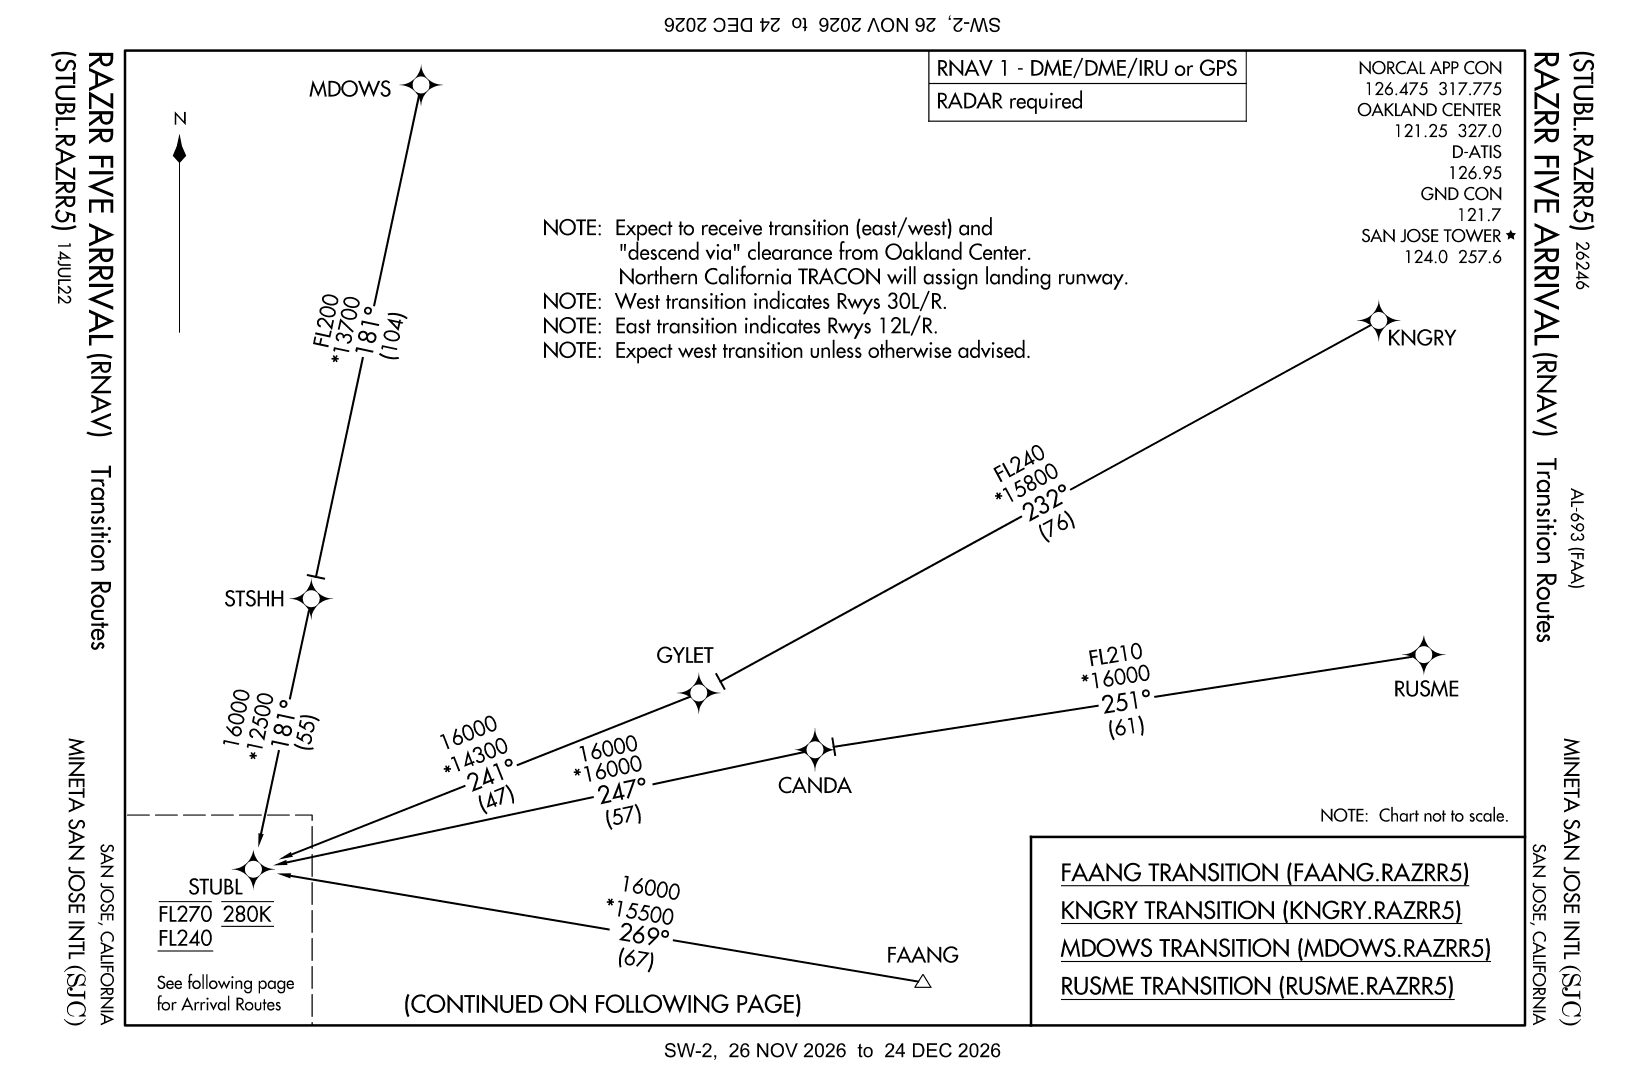 SW-2, 26 NOV 2026 to 24 DEC 2026
(STUBL.RAZRR5) 14JUL22
RAZRR FIVE ARRIVAL (RNAV) Transition Routes
MINETA SAN JOSE INTL (SJC)
SAN JOSE, CALIFORNIA
(STUBL.RAZRR5) 26246
RAZRR FIVE ARRIVAL (RNAV) Transition Routes
AL-693 (FAA)
MINETA SAN JOSE INTL (SJC)
SAN JOSE, CALIFORNIA
RNAV 1 - DME/DME/IRU or GPS
RADAR required
NORCAL APP CON
126.475 317.775
OAKLAND CENTER
121.25 327.0
D-ATIS
126.95
GND CON
121.7
SAN JOSE TOWER ★
124.0 257.6
N
MDOWS
NOTE: Expect to receive transition (east/west) and
"descend via" clearance from Oakland Center.
Northern California TRACON will assign landing runway.
NOTE: West transition indicates Rwys 30L/R.
NOTE: East transition indicates Rwys 12L/R.
NOTE: Expect west transition unless otherwise advised.
FL200
*13700
181°
(104)
KNGRY
FL240
*15800
232°
(76)
STSHH
GYLET
FL210
*16000
251°
(61)
RUSME
16000
*12500
181°
(55)
16000
*14300
241°
(47)
16000
*16000
247°
(57)
CANDA
NOTE: Chart not to scale.
STUBL
FL270 280K
FL240
See following page
for Arrival Routes
16000
*15500
269°
(67)
FAANG
(CONTINUED ON FOLLOWING PAGE)
FAANG TRANSITION (FAANG.RAZRR5)
KNGRY TRANSITION (KNGRY.RAZRR5)
MDOWS TRANSITION (MDOWS.RAZRR5)
RUSME TRANSITION (RUSME.RAZRR5)
SW-2, 26 NOV 2026 to 24 DEC 2026